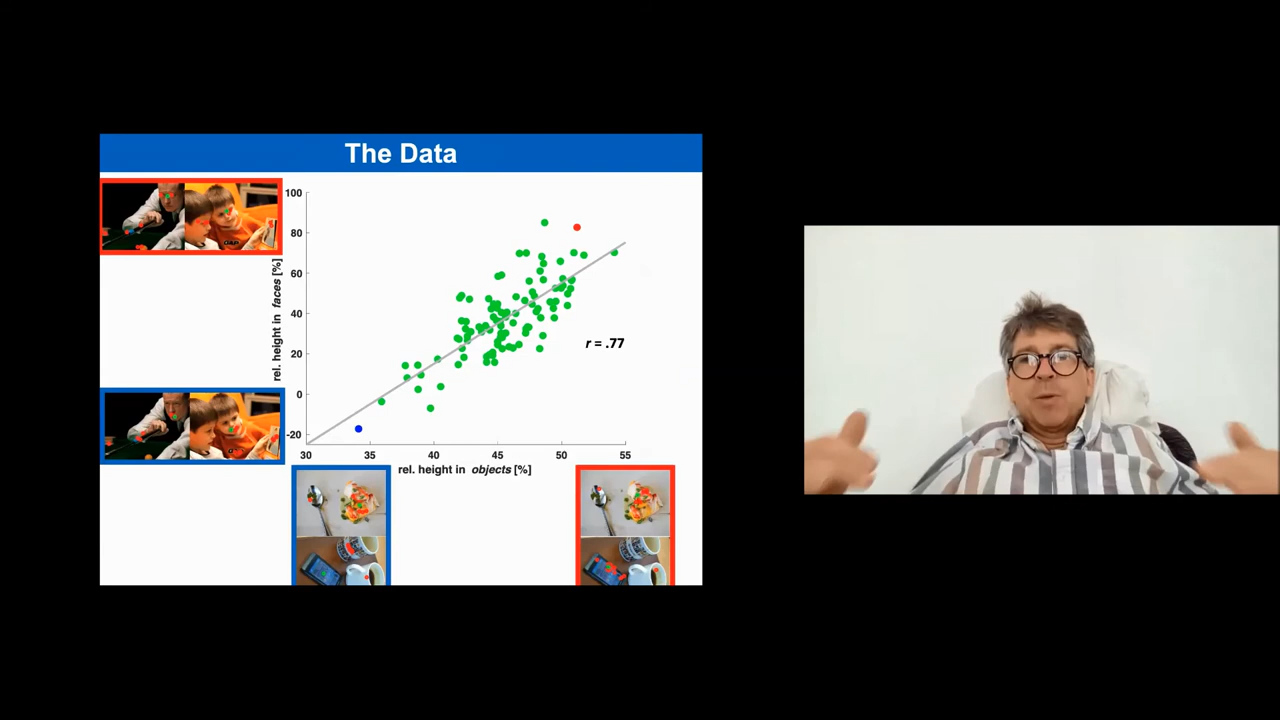 The Data
100
80
60
40
20
0
-20
rel. height in faces [%]
r = .77
30 35 40 45 50 55
rel. height in objects [%]